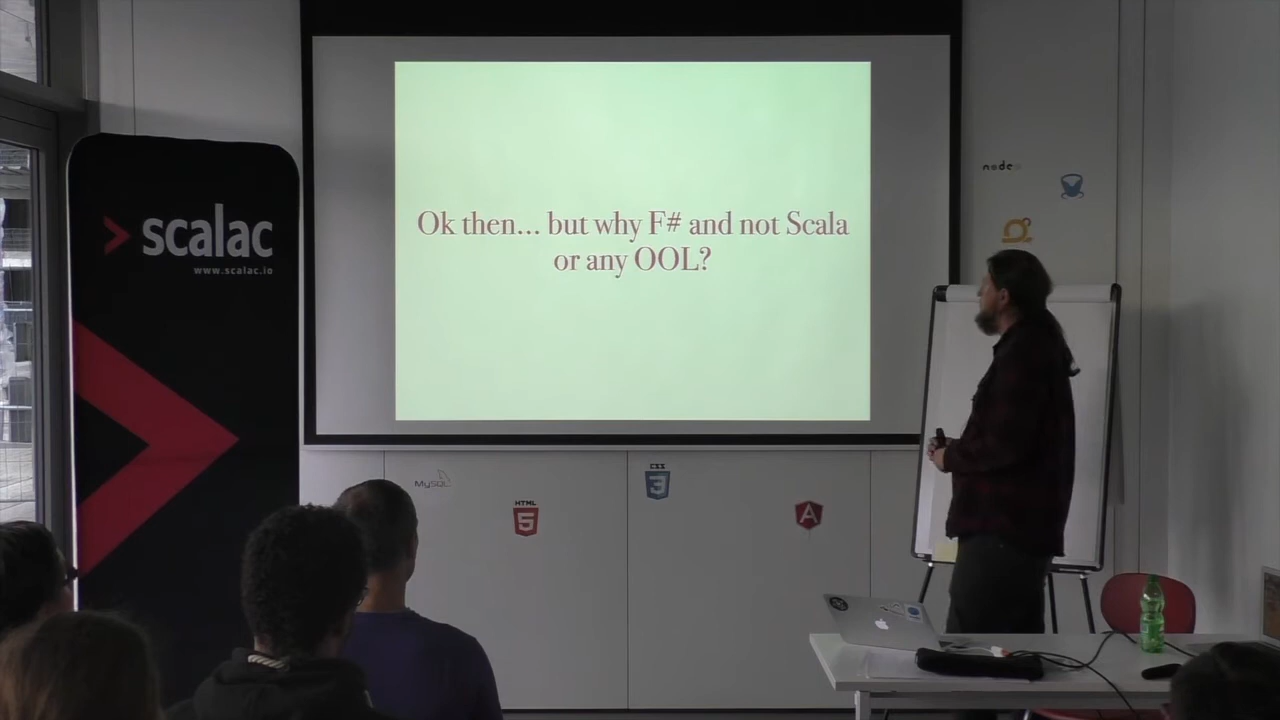 Ok then... but why F# and not Scala
or any OOL?
scalac
www.scalac.io
node
MySQL
HTML
5
CSS
3
A